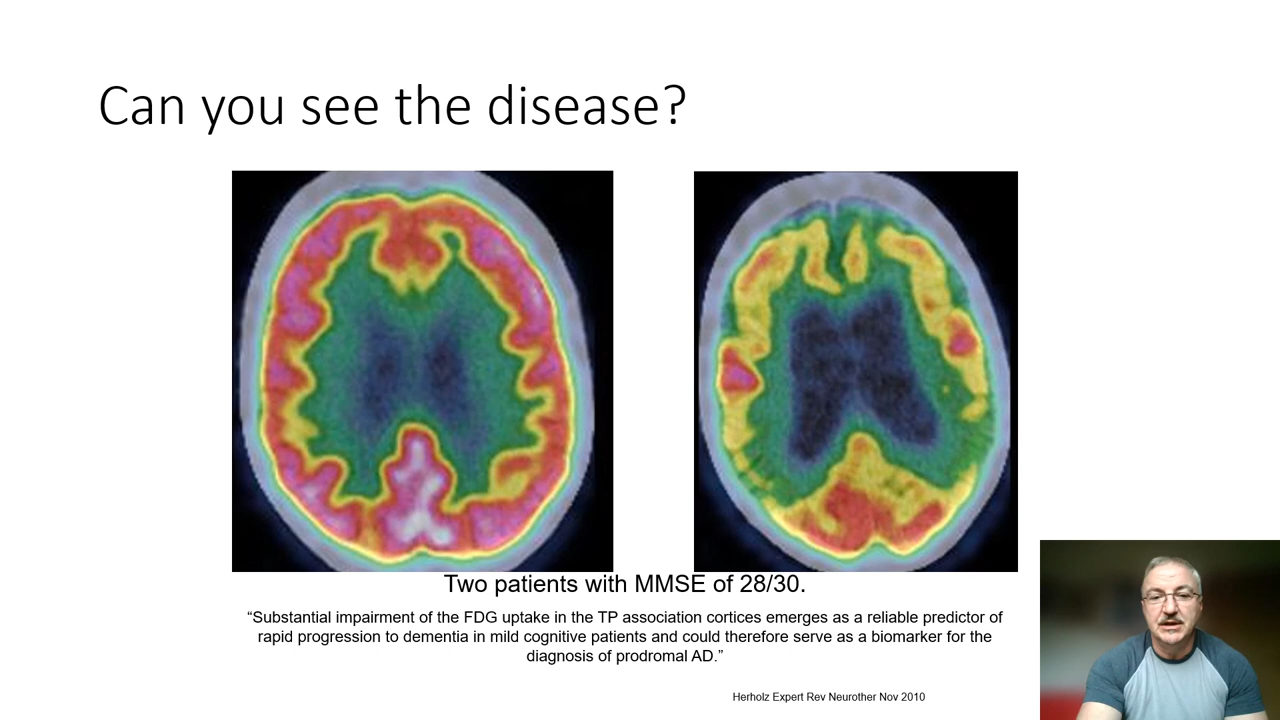 Can you see the disease?
Two patients with MMSE of 28/30.
“Substantial impairment of the FDG uptake in the TP association cortices emerges as a reliable predictor of
rapid progression to dementia in mild cognitive patients and could therefore serve as a biomarker for the
diagnosis of prodromal AD.”
Herholz Expert Rev Neurother Nov 2010